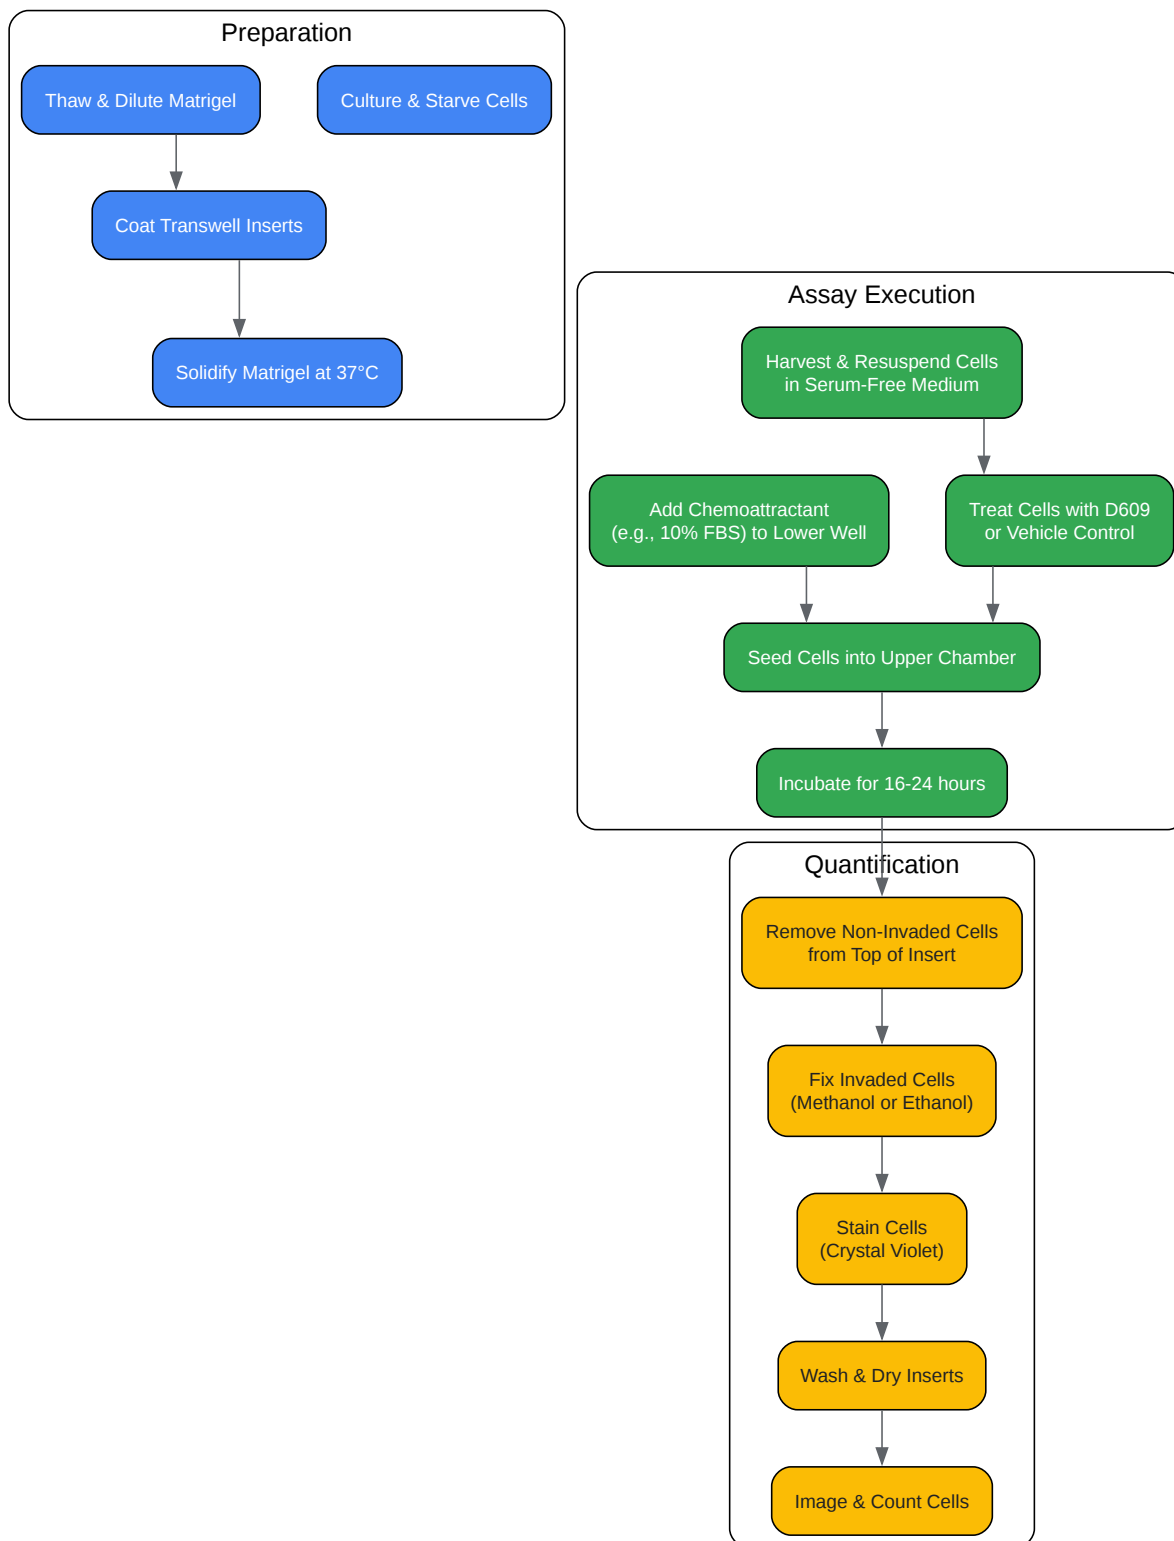 Preparation
Thaw & Dilute Matrigel
Culture & Starve Cells
Coat Transwell Inserts
Solidify Matrigel at 37°C
Assay Execution
Harvest & Resuspend Cells
in Serum-Free Medium
Add Chemoattractant
(e.g., 10% FBS) to Lower Well
Treat Cells with D609
or Vehicle Control
Seed Cells into Upper Chamber
Incubate for 16-24 hours
Quantification
Remove Non-Invaded Cells
from Top of Insert
Fix Invaded Cells
(Methanol or Ethanol)
Stain Cells
(Crystal Violet)
Wash & Dry Inserts
Image & Count Cells